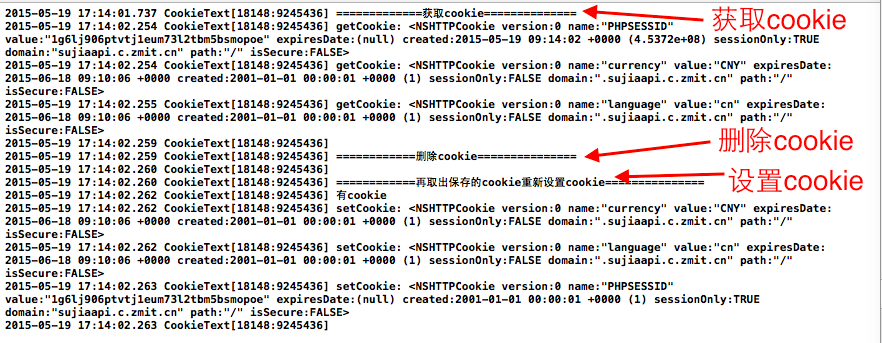 2015-05-19 17:14:01.737 CookieText[18148:9245436] =============获取cookie==============
获取cookie
2015-05-19 17:14:02.254 CookieText[18148:9245436] getCookie: <NSHTTPCookie version:0 name:"PHPSESSID"
value:"1g6lj906ptvtj1eum73l2tbm5bsmopoe" expiresDate:(null) created:2015-05-19 09:14:02 +0000 (4.5372e+08) sessionOnly:TRUE
domain:"sujiaapi.c.zmit.cn" path:"/" isSecure:FALSE>
2015-05-19 17:14:02.254 CookieText[18148:9245436] getCookie: <NSHTTPCookie version:0 name:"currency" value:"CNY" expiresDate:
2015-06-18 09:10:06 +0000 created:2001-01-01 00:00:01 +0000 (1) sessionOnly:FALSE domain:".sujiaapi.c.zmit.cn" path:"/"
isSecure:FALSE>
2015-05-19 17:14:02.255 CookieText[18148:9245436] getCookie: <NSHTTPCookie version:0 name:"language" value:"cn" expiresDate:
2015-06-18 09:10:06 +0000 created:2001-01-01 00:00:01 +0000 (1) sessionOnly:FALSE domain:".sujiaapi.c.zmit.cn" path:"/"
isSecure:FALSE>
2015-05-19 17:14:02.259 CookieText[18148:9245436]
2015-05-19 17:14:02.259 CookieText[18148:9245436] ============删除cookie===============
删除cookie
2015-05-19 17:14:02.260 CookieText[18148:9245436]
2015-05-19 17:14:02.260 CookieText[18148:9245436] ============再取出保存的cookie重新设置cookie===============
设置cookie
2015-05-19 17:14:02.262 CookieText[18148:9245436] 有cookie
2015-05-19 17:14:02.262 CookieText[18148:9245436] setCookie: <NSHTTPCookie version:0 name:"currency" value:"CNY" expiresDate:
2015-06-18 09:10:06 +0000 created:2001-01-01 00:00:01 +0000 (1) sessionOnly:FALSE domain:".sujiaapi.c.zmit.cn" path:"/"
isSecure:FALSE>
2015-05-19 17:14:02.262 CookieText[18148:9245436] setCookie: <NSHTTPCookie version:0 name:"language" value:"cn" expiresDate:
2015-06-18 09:10:06 +0000 created:2001-01-01 00:00:01 +0000 (1) sessionOnly:FALSE domain:".sujiaapi.c.zmit.cn" path:"/"
isSecure:FALSE>
2015-05-19 17:14:02.263 CookieText[18148:9245436] setCookie: <NSHTTPCookie version:0 name:"PHPSESSID"
value:"1g6lj906ptvtj1eum73l2tbm5bsmopoe" expiresDate:(null) created:2001-01-01 00:00:01 +0000 (1) sessionOnly:TRUE
domain:"sujiaapi.c.zmit.cn" path:"/" isSecure:FALSE>
2015-05-19 17:14:02.263 CookieText[18148:9245436]